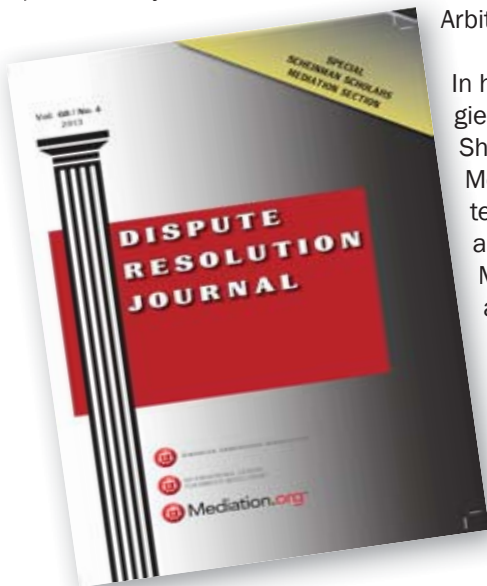 Arbit
In h
gie
Sh
M
te
a
M
a
SPECIAL
SCHEINMAN SCHOLARS
MEDIATION SECTION
Vol. 68 / No. 4
2013
DISPUTE
RESOLUTION
JOURNAL
Mediation.org